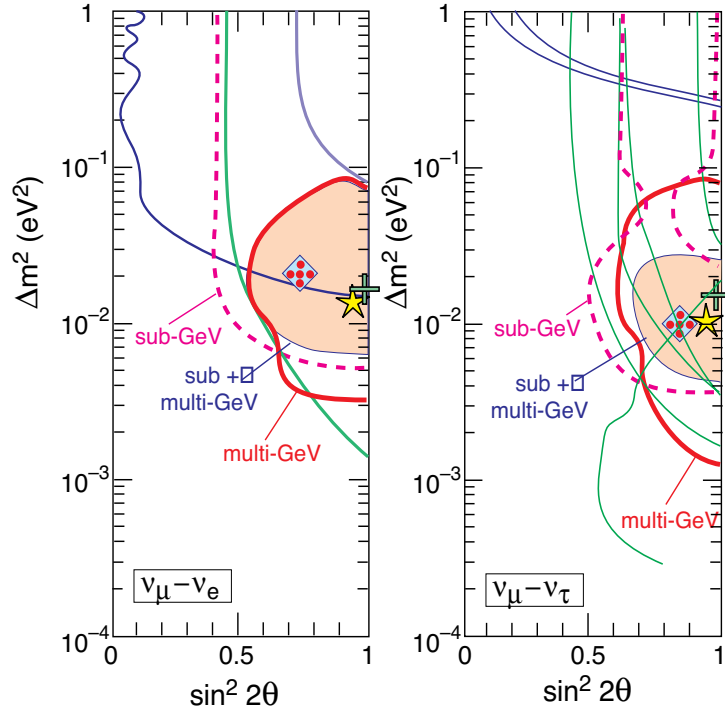 1
10⁻¹
10⁻²
10⁻³
10⁻⁴
Δm² (eV²)
sub-GeV
sub +□
multi-GeV
multi-GeV
νμ−νe
0
0.5
1
sin² 2θ
1
10⁻¹
10⁻²
10⁻³
10⁻⁴
Δm² (eV²)
sub-GeV
sub +□
multi-GeV
multi-GeV
νμ−ντ
0
0.5
1
sin² 2θ